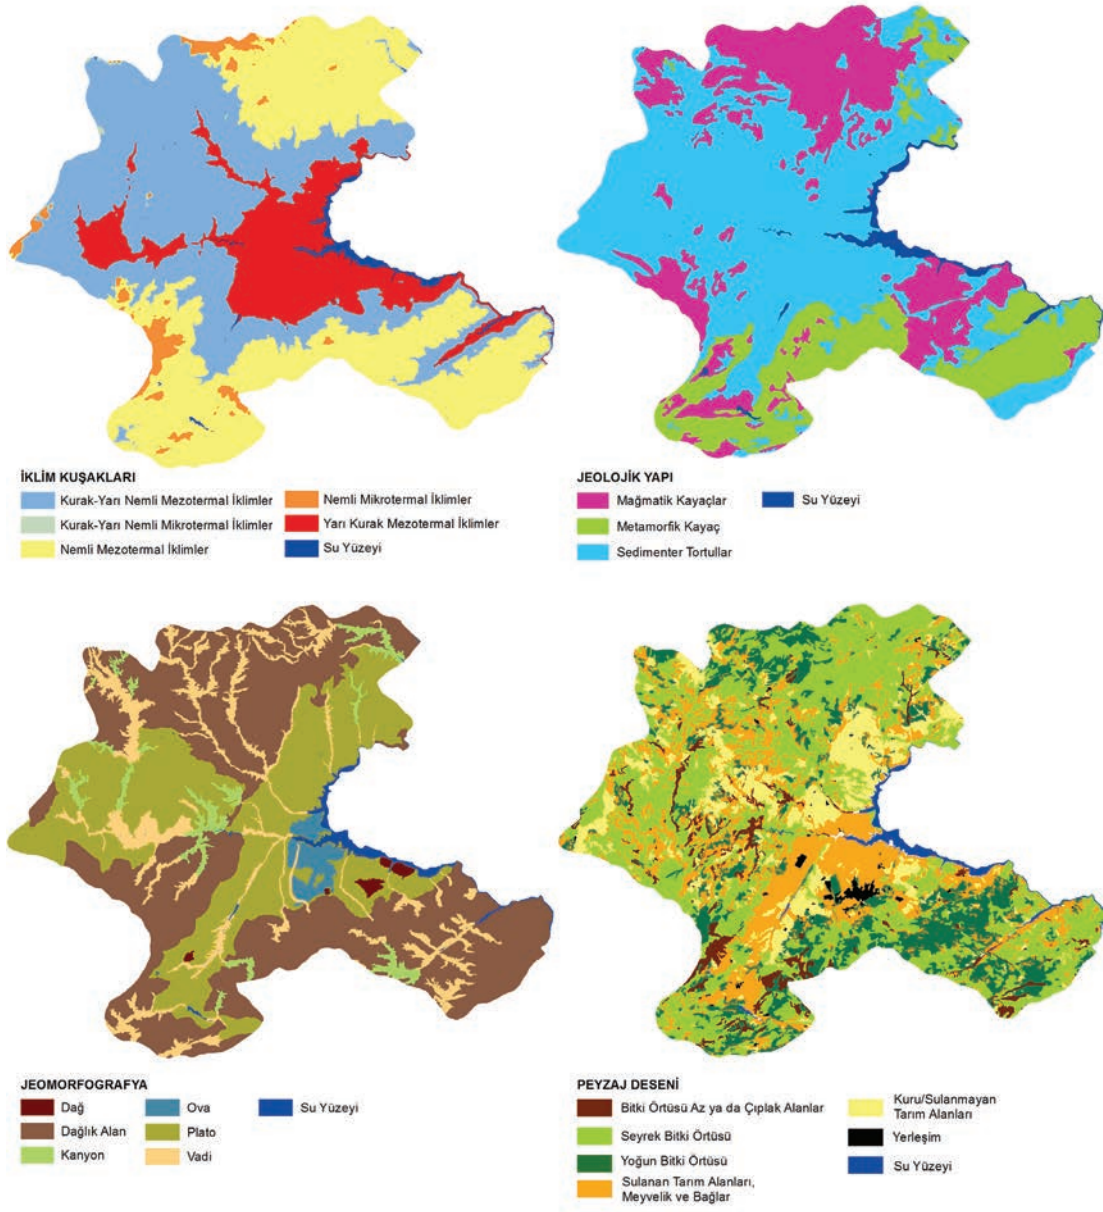 İKLİM KUŞAKLARI
Kurak-Yarı Nemli Mezotermal İklimler
Kurak-Yarı Nemli Mikrotermal İklimler
Nemli Mezotermal İklimler
Nemli Mikrotermal İklimler
Yarı Kurak Mezotermal İklimler
Su Yüzeyi
JEOLOJİK YAPI
Mağmatik Kayaçlar
Metamorfik Kayaç
Sedimenter Tortullar
Su Yüzeyi
JEOMORFOGRAFYA
Dağ
Dağlık Alan
Kanyon
Ova
Plato
Vadi
Su Yüzeyi
PEYZAJ DESENİ
Bitki Örtüsü Az ya da Çıplak Alanlar
Seyrek Bitki Örtüsü
Yoğun Bitki Örtüsü
Sulanan Tarım Alanları,
Meyvelik ve Bağlar
Kuru/Sulanmayan
Tarım Alanları
Yerleşim
Su Yüzeyi